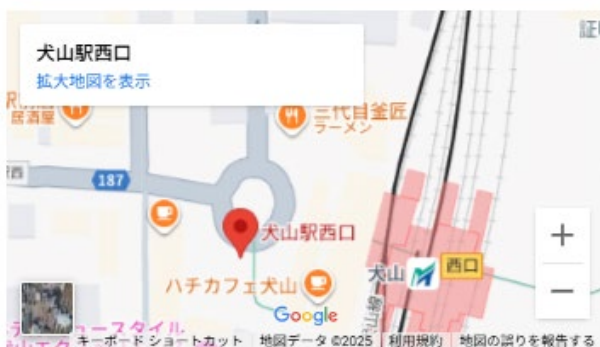 犬山駅西口
拡大地図を表示
居酒屋
三代目釜匠
ラーメン
187
犬山駅西口
犬山
西口
ハチカフェ犬山
Google
キーボード ショートカット
地図データ ©2025
利用規約
地図の誤りを報告する